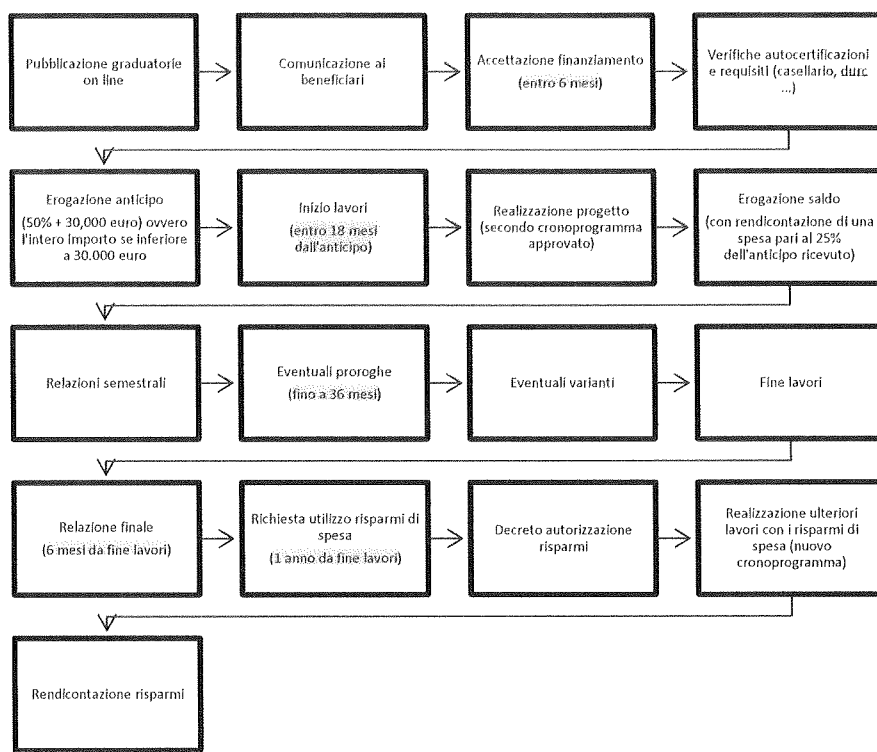 Pubblicazione graduatorie
on line
Comunicazione ai
beneficiari
Accettazione finanziamento
(entro 6 mesi)
Verifiche autocertificazioni
e requisiti (casellario, durc
...)
Erogazione anticipo
(50% + 30,000 euro) ovvero
l'intero importo se inferiore
a 30.000 euro
Inizio lavori
(entro 18 mesi
dall'anticipo)
Realizzazione progetto
(secondo cronoprogramma
approvato)
Erogazione saldo
(con rendicontazione di una
spesa pari al 25%
dell'anticipo ricevuto)
Relazioni semestrali
Eventuali proroghe
(fino a 36 mesi)
Eventuali varianti
Fine lavori
Relazione finale
(6 mesi da fine lavori)
Richiesta utilizzo risparmi di
spesa
(1 anno da fine lavori)
Decreto autorizzazione
risparmi
Realizzazione ulteriori
lavori con i risparmi di
spesa (nuovo
cronoprogramma)
Rendicontazione risparmi